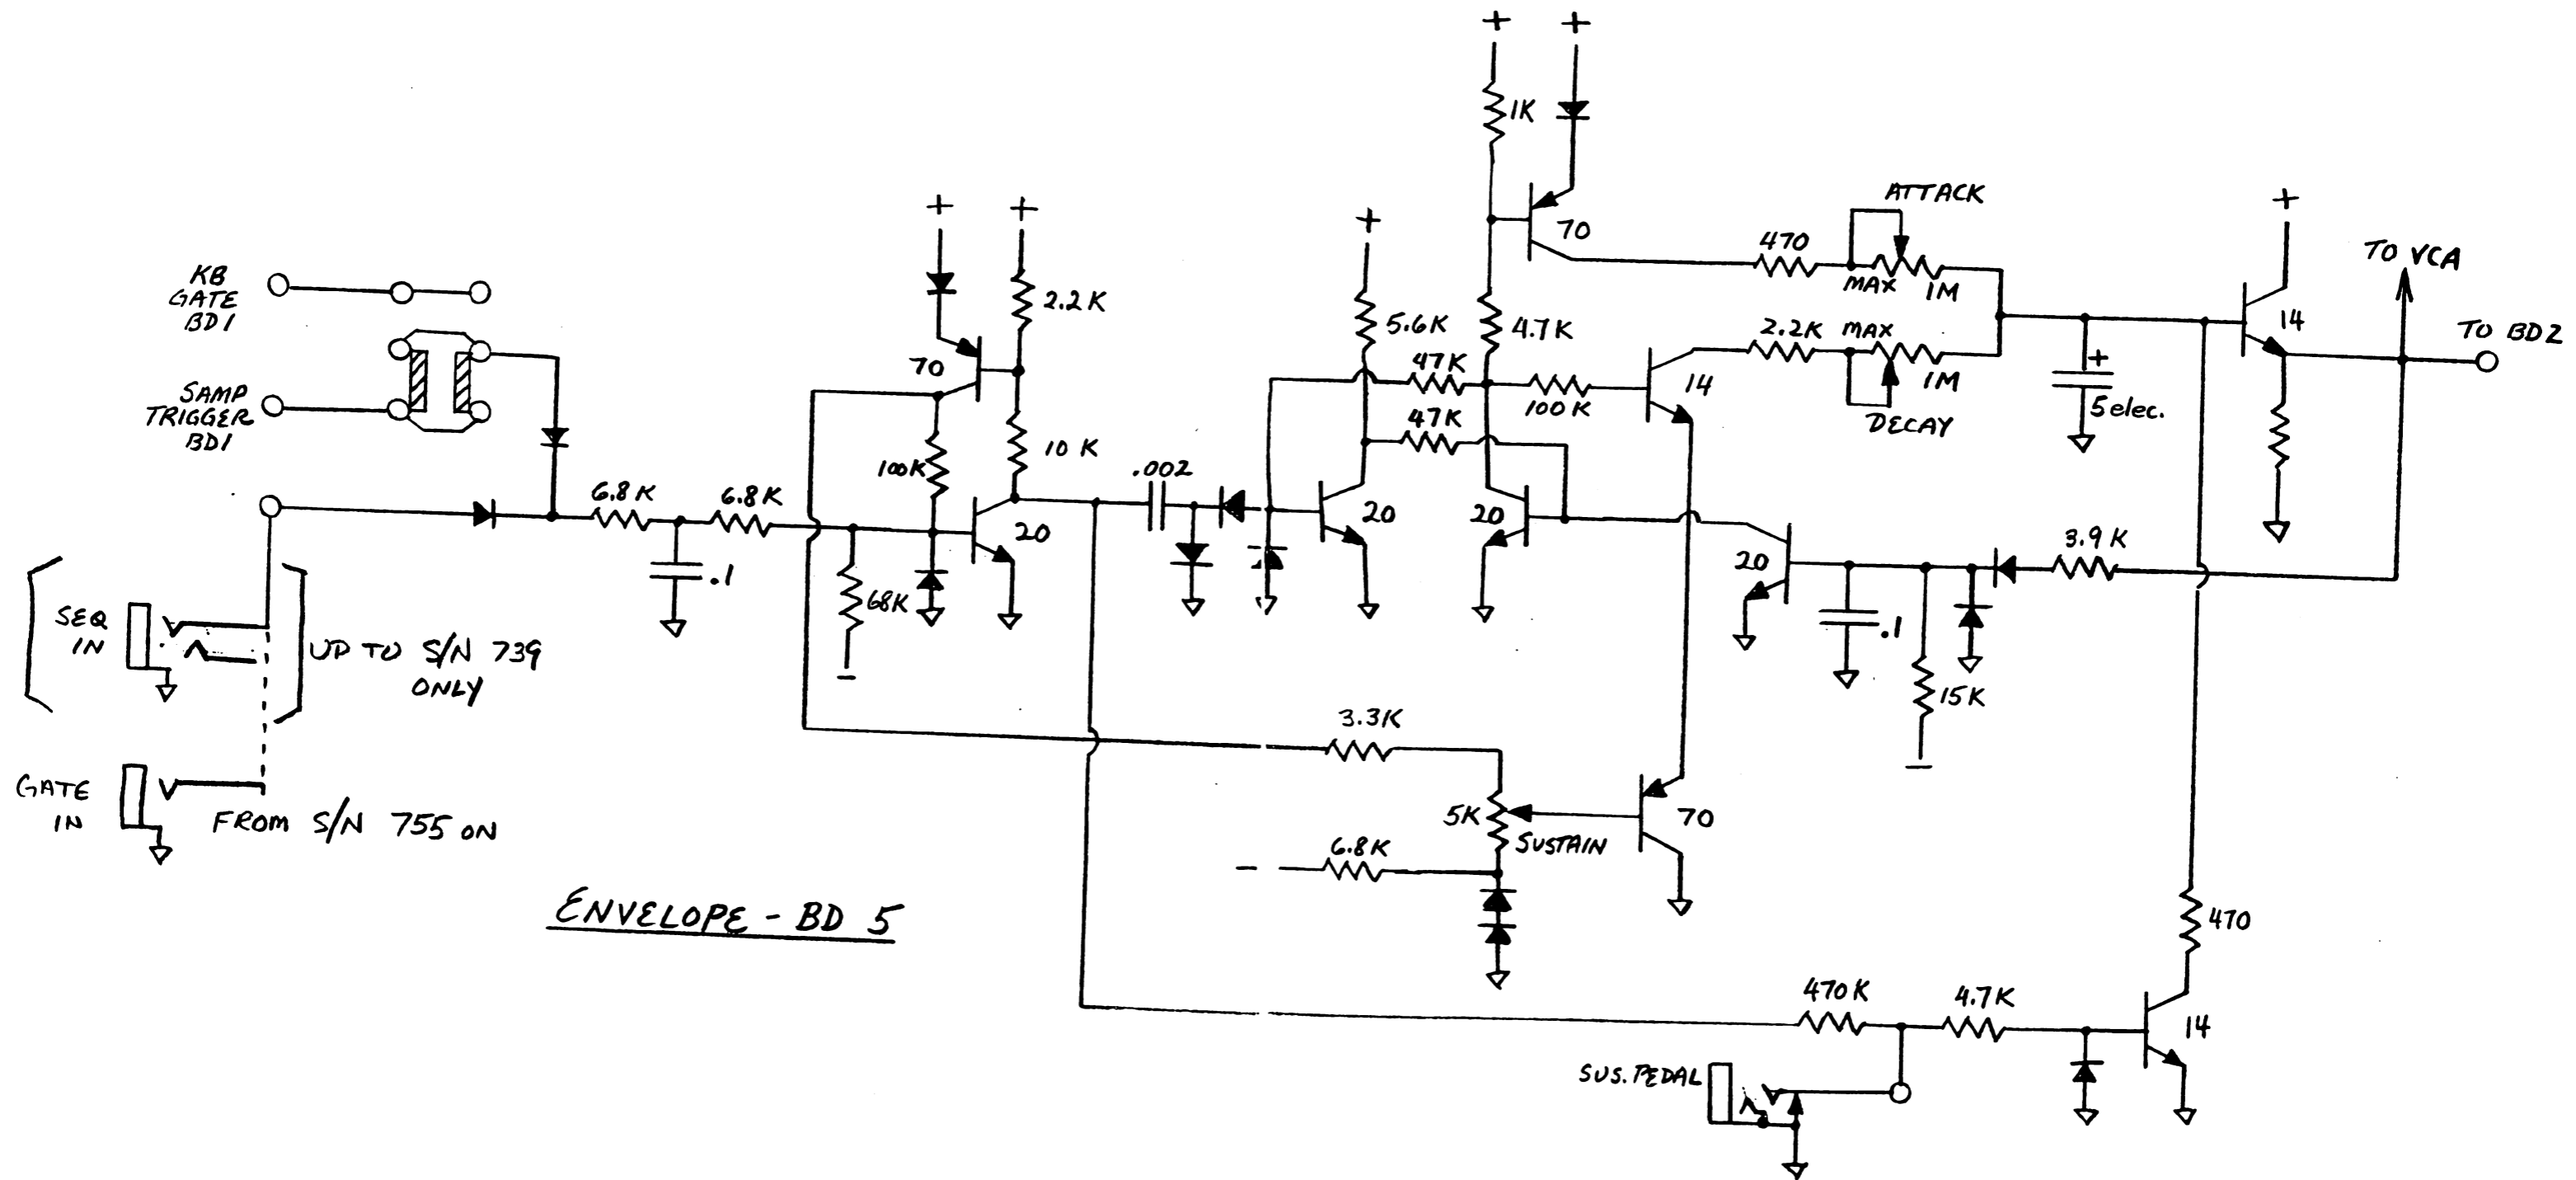 KB
GATE
BD1
SAMP
TRIGGER
BD1
SEQ
IN
UP TO S/N 739
ONLY
GATE
IN
FROM S/N 755 ON
6.8K
.1
6.8K
+
+
70
2.2K
100K
10 K
20
68K
-
.002
+
5.6K
47K
47K
20
+
+
1K
70
4.7K
100K
14
20
470
ATTACK
MAX
1M
2.2K
MAX
1M
DECAY
+
5 elec.
+
14
TO VCA
TO BD2
20
3.9K
.1
15K
-
3.3K
5K
SUSTAIN
70
-
6.8K
470
470K
4.7K
14
SUS. PEDAL
ENVELOPE - BD 5